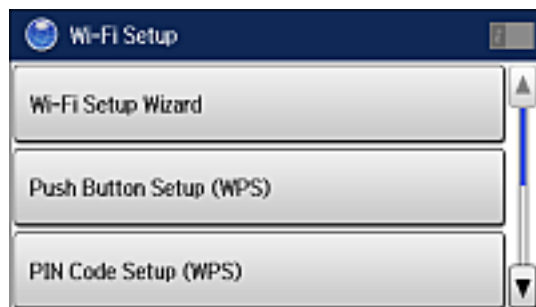 Wi-Fi Setup
Wi-Fi Setup Wizard
Push Button Setup (WPS)
PIN Code Setup (WPS)